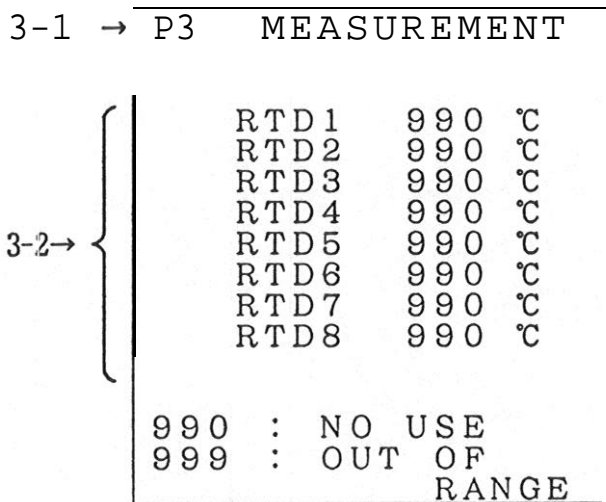 3-1 → P3 MEASUREMENT
RTD1 990 ℃
RTD2 990 ℃
RTD3 990 ℃
RTD4 990 ℃
3-2→ RTD5 990 ℃
RTD6 990 ℃
RTD7 990 ℃
RTD8 990 ℃
990 : NO USE
999 : OUT OF
RANGE